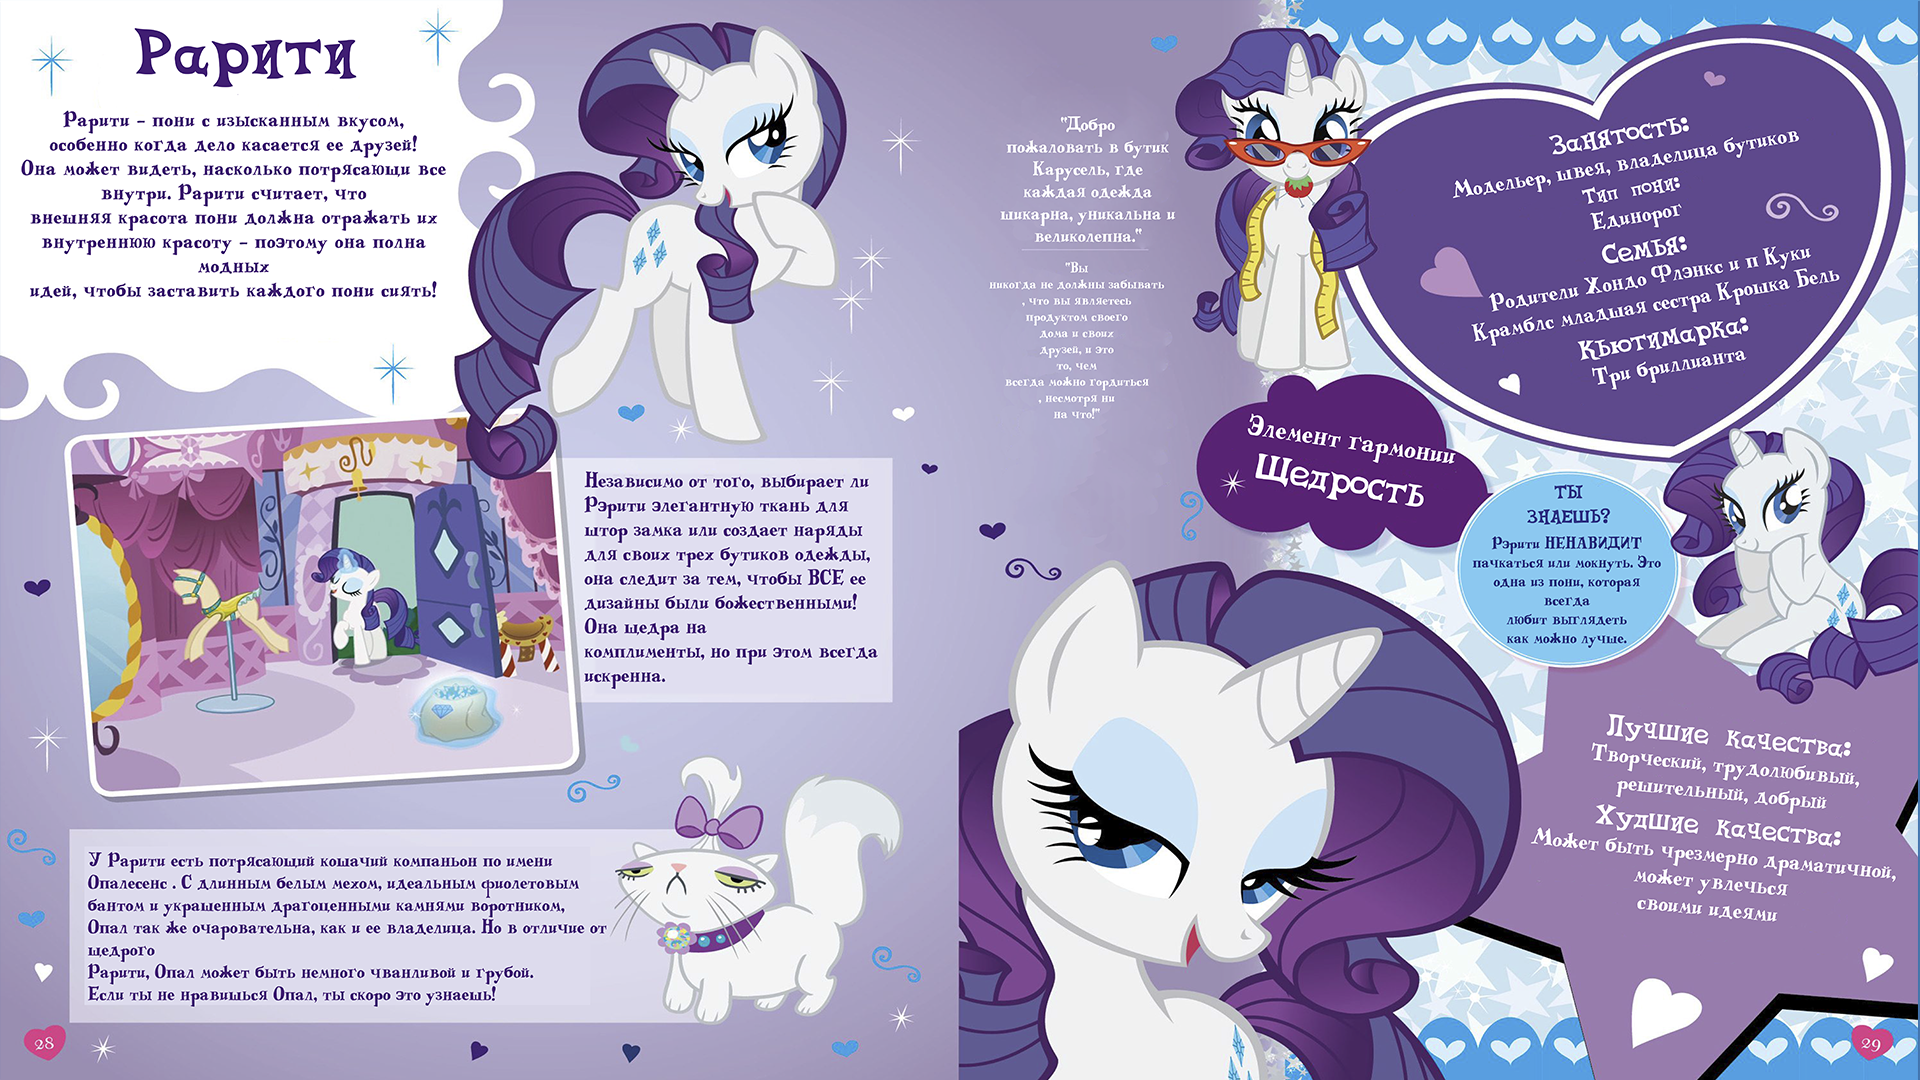 Рарити
Рарити - пони с изысканным вкусом,
особенно когда дело касается ее друзей!
Она может видеть, насколько потрясающи все
внутри. Рарити считает, что
внешняя красота пони должна отражать их
внутреннюю красоту - поэтому она полна
модных
идей, чтобы заставить каждого пони сиять!
Независимо от того, выбирает ли
Рэрити элегантную ткань для
штор замка или создает наряды
для своих трех бутиков одежды,
она следит за тем, чтобы ВСЕ ее
дизайны были божественными!
Она щедра на
комплименты, но при этом всегда
искренна.
У Рарити есть потрясающий кошачий компаньон по имени
Опалесенс . С длинным белым мехом, идеальным фиолетовым
бантом и украшенным драгоценными камнями воротником,
Опал так же очаровательна, как и ее владелица. Но в отличие от
щедрого
Рарити, Опал может быть немного чванливой и грубой.
Если ты не нравишься Опал, ты скоро это узнаешь!
28
"Добро
пожаловать в бутик
Карусель, где
каждая одежда
шикарна, уникальна и
великолепна."
"Вы
никогда не должны забывать
, что вы являетесь
продуктом своего
дома и своих
друзей, и это
то, чем
всегда можно гордиться
, несмотря ни
на что!"
Занятость:
Модельер, швея, владелица бутиков
Тип пони:
Единорог
Семья:
Родители Хондо Флэнкс и п Куки
Крамблс младшая сестра Крошка Бель
Кьютимарка:
Три бриллианта
Элемент гармонии
Щедрость
ТЫ
ЗНАЕШЬ?
Рэрити НЕНАВИДИТ
пачкаться или мокнуть. Это
одна из пони, которая
всегда
любит выглядеть
как можно лучше.
Лучшие качества:
Творческий, трудолюбивый,
решительный, добрый
Худшие качества:
Может быть чрезмерно драматичной,
может увлечься
своими идеями
29